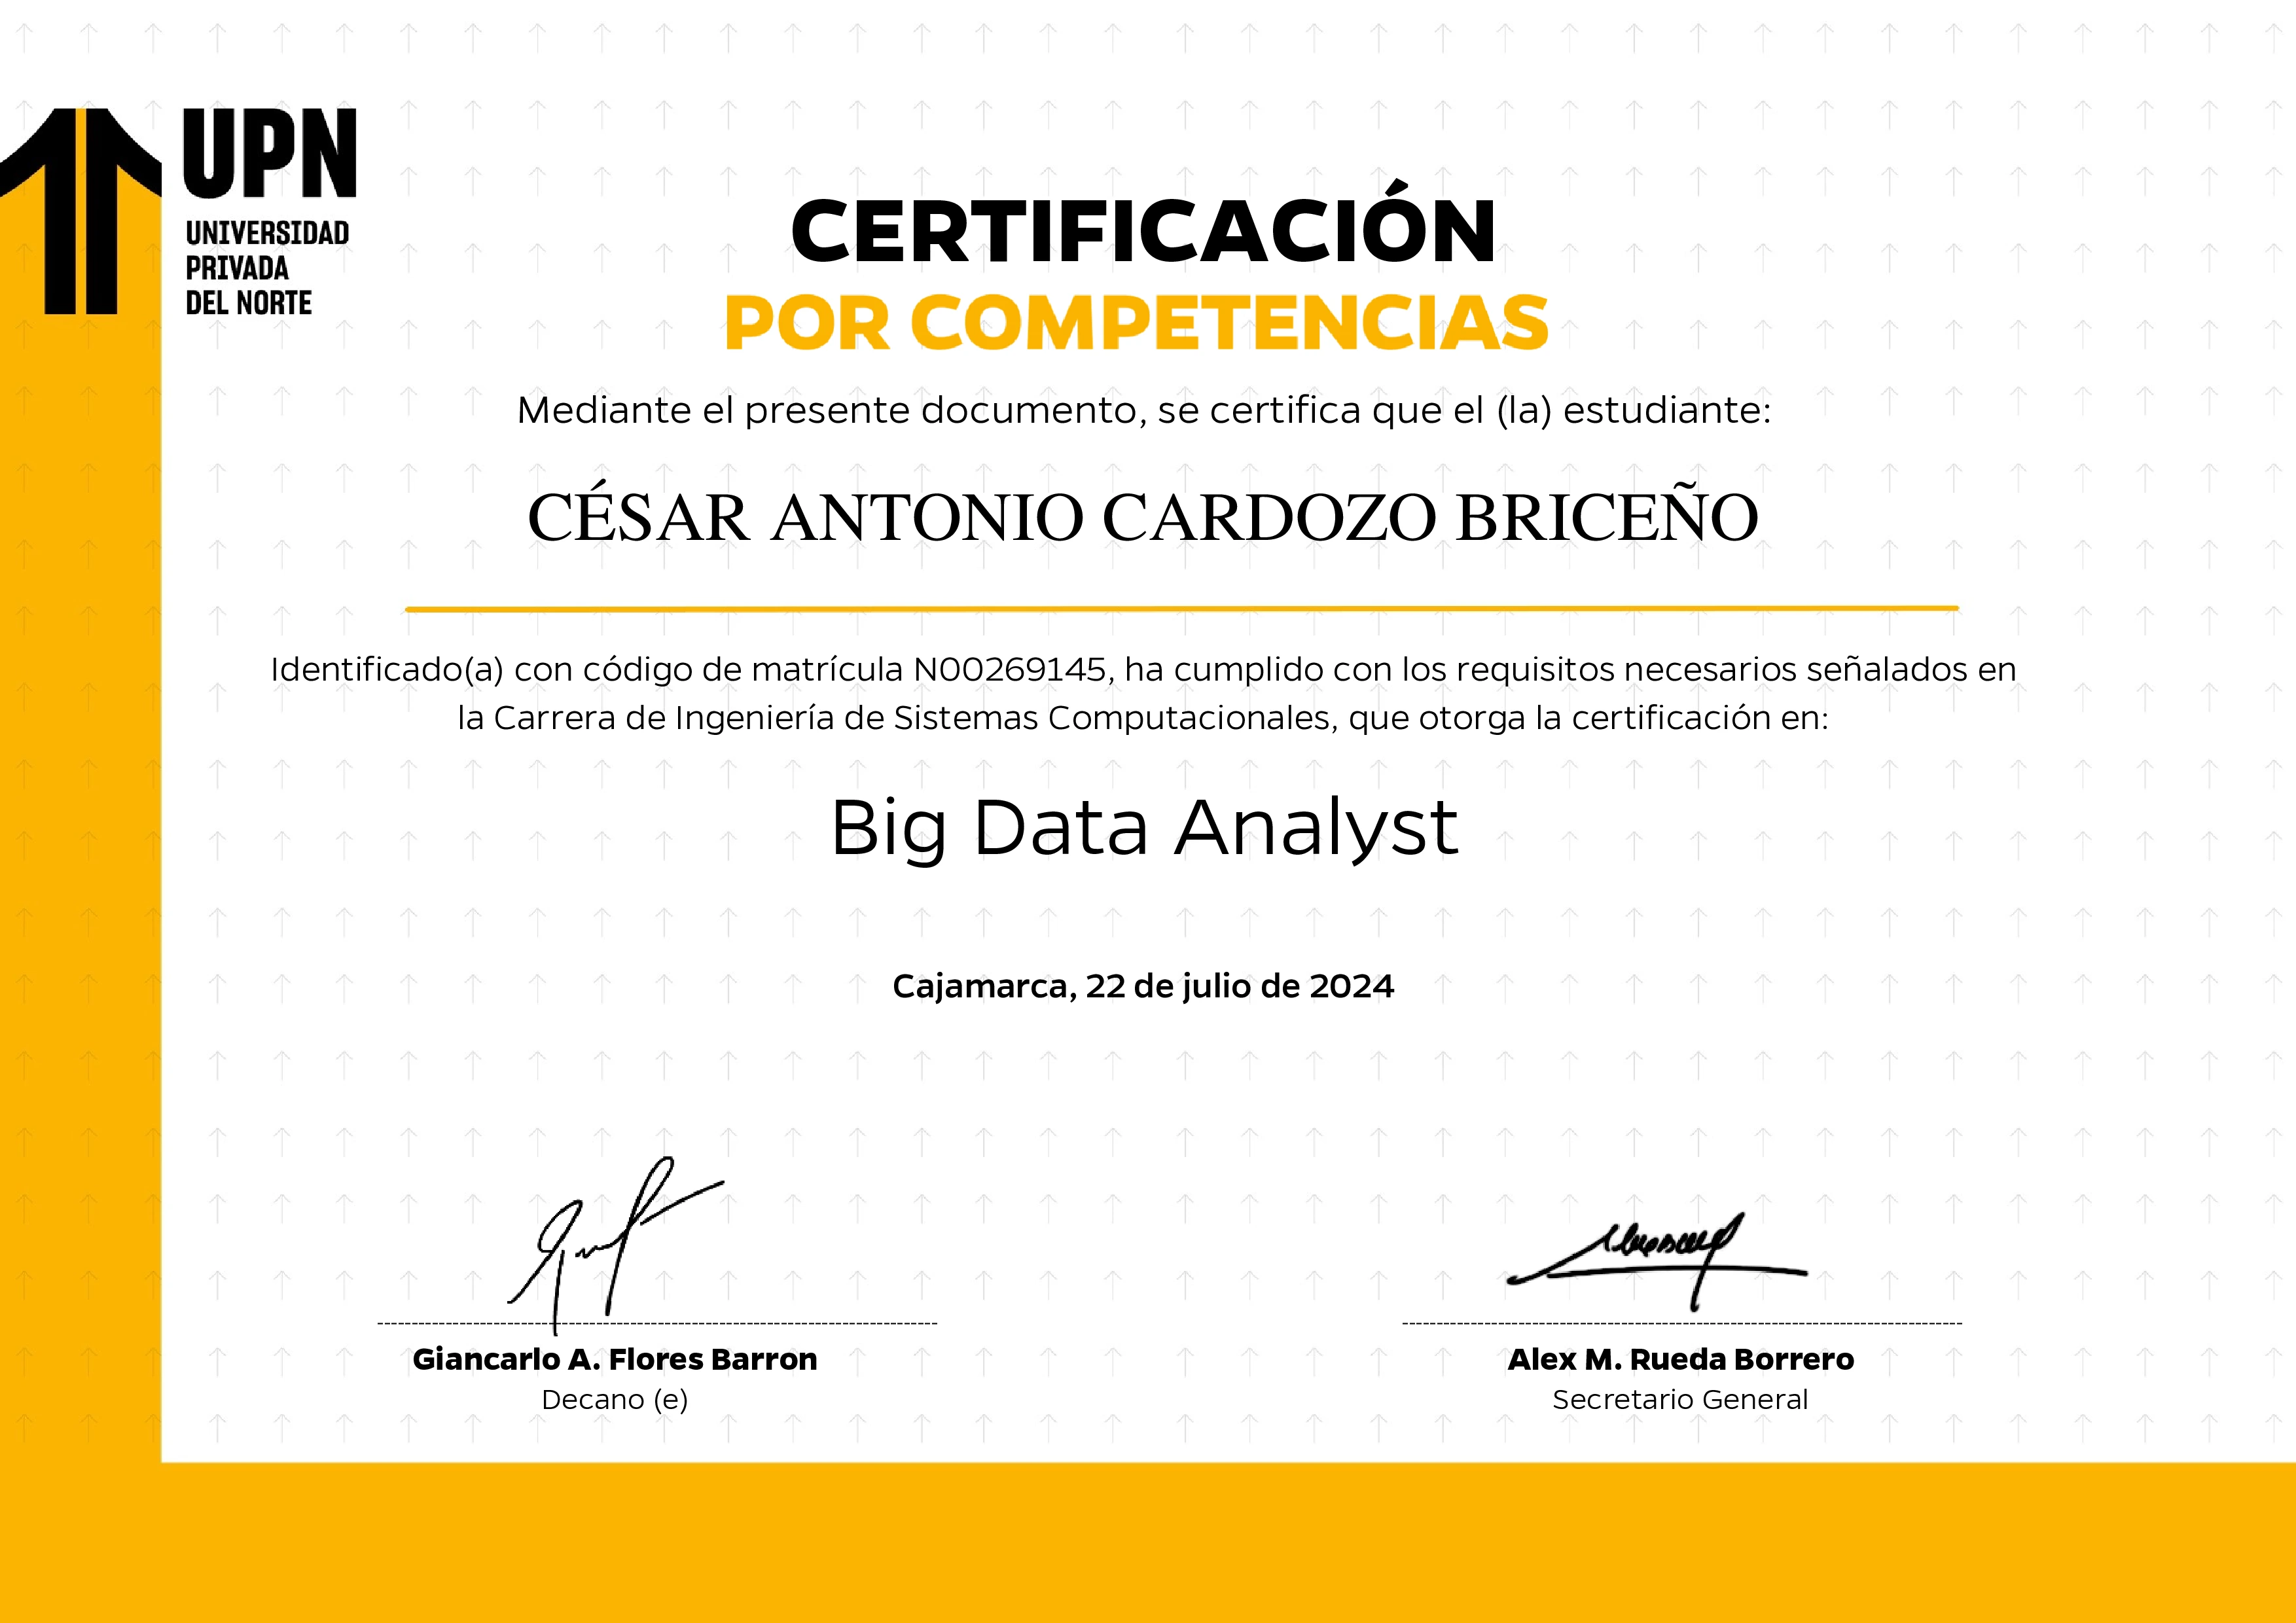 UPN
UNIVERSIDAD
PRIVADA
DEL NORTE
CERTIFICACIÓN
POR COMPETENCIAS
Mediante el presente documento, se certifica que el (la) estudiante:
CÉSAR ANTONIO CARDOZO BRICEÑO
Identificado(a) con código de matrícula N00269145, ha cumplido con los requisitos necesarios señalados en
la Carrera de Ingeniería de Sistemas Computacionales, que otorga la certificación en:
Big Data Analyst
Cajamarca, 22 de julio de 2024
Giancarlo A. Flores Barron
Decano (e)
Alex M. Rueda Borrero
Secretario General